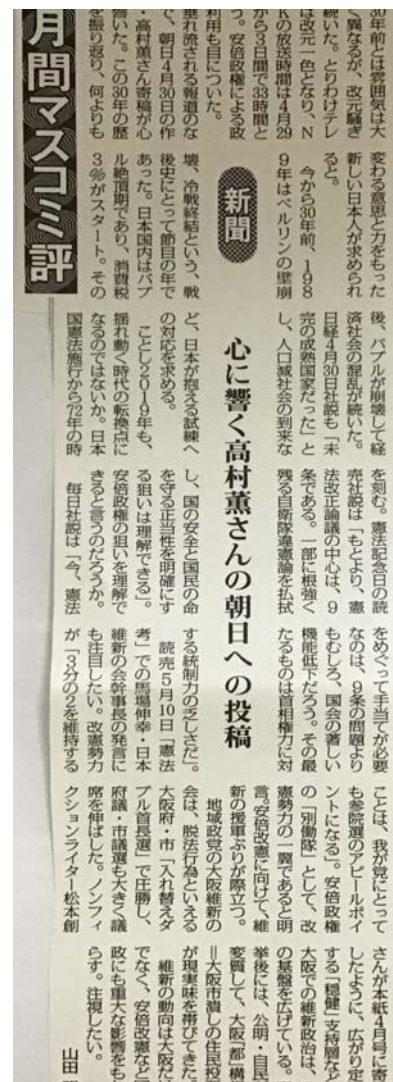 月間マスコミ評
新聞
心に響く高村薫さんの朝日への投稿
30年前とは雰囲気は大
異なるが、改元騒ぎ
続いた。とりわけテレ
は改元一色となり、N
Kの放送時間は4月29
から3日間で33時間と
う。安倍政権による政
利用も目についた。
垂れ流される報道のな
で、朝日4月30日の作
高村薫さん寄稿が心
響いた。この30年の歴
を振り返り、何よりも
変わる意思と力をもった
新しい日本人が求められ
ると。
今から30年前、198
9年はベルリンの壁崩
壊、冷戦終結という、戦
後史にとって節目の年で
あった。日本国内はバブ
ル絶頂期であり、消費税
3%がスタート。その
後、バブルが崩壊して経
済社会の混乱が続いた。
日経4月30日社説も「未
完の成熟国家だった」と
し、人口減社会の到来な
ど、日本が抱える試練へ
の対応を求める。
ことし2019年も、
揺れ動く時代の転換点に
なるのではないか。日本
国憲法施行から72年の時
を刻む。憲法記念日の読
売社説は「もとより、憲
法改正論議の中心は、9
条である。一部に根強く
残る自衛隊違憲論を払拭
し、国の安全と国民の命
を守る正当性を明確にす
る狙いは理解できる」。
安倍政権の狙いを理解で
きると言うのだろうか。
毎日社説は「今、憲法
をめぐって手当てが必要
なのは、9条の問題より
もむしろ、国会の著しい
機能低下だろう。その最
たるものは首相権力に対
する統制力の乏しさだ」。
読売5月10日「憲法
考」での馬場伸幸・日本
維新の会幹事長の発言に
も注目したい。改憲勢力
が「3分の2を維持する
ことは、我が党にとって
も参院選のアピールポイ
ントになる」。安倍政権
の「別働隊」として、改
憲勢力の一翼であると明
言。安倍改憲に向けて、維
新の援軍ぶりが際立つ。
地域政党の大阪維新の
会は、脱法行為といえる
大阪府・市「入れ替えダ
ブル首長選」で圧勝し、
府議・市議選も大きく議
席を伸ばした。ノンフィ
クションライター松本創
さんが本紙4月号に寄
したように、広がり定
する「穏健」支持層など
大阪での維新政治は、
の基盤を広げている。
挙後には、公明・自民
変質して、大阪「都」構
=大阪市潰しの住民投
が現実味を帯びてきた。
維新の動向は大阪だ
でなく、安倍改憲など
政にも重大な影響をも
らす。注視したい。
山田